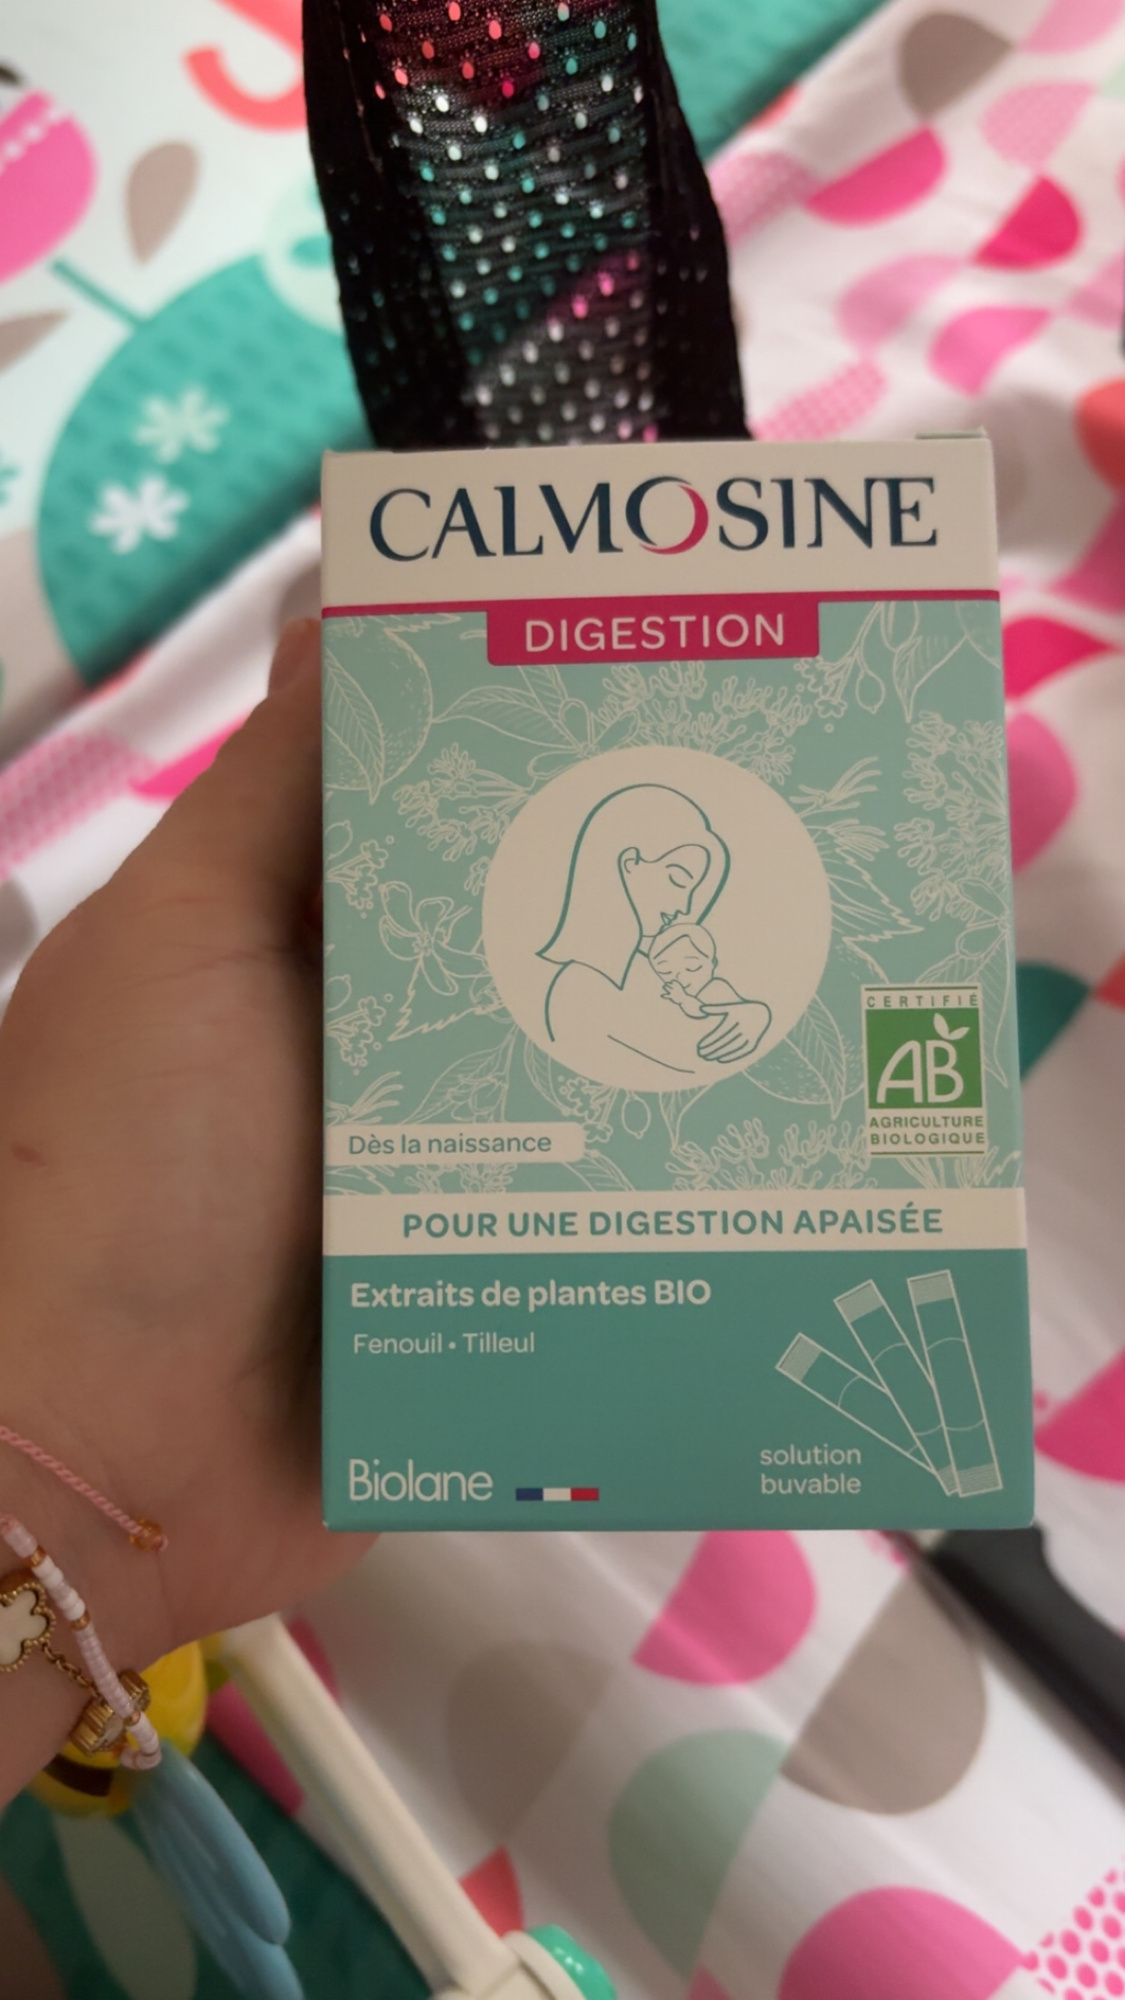 CALMOSINE
DIGESTION
CERTIFIÉ
AB
AGRICULTURE
BIOLOGIQUE
Dès la naissance
POUR UNE DIGESTION APAISÉE
Extraits de plantes BIO
Fenouil • Tilleul
solution
buvable
Biolane